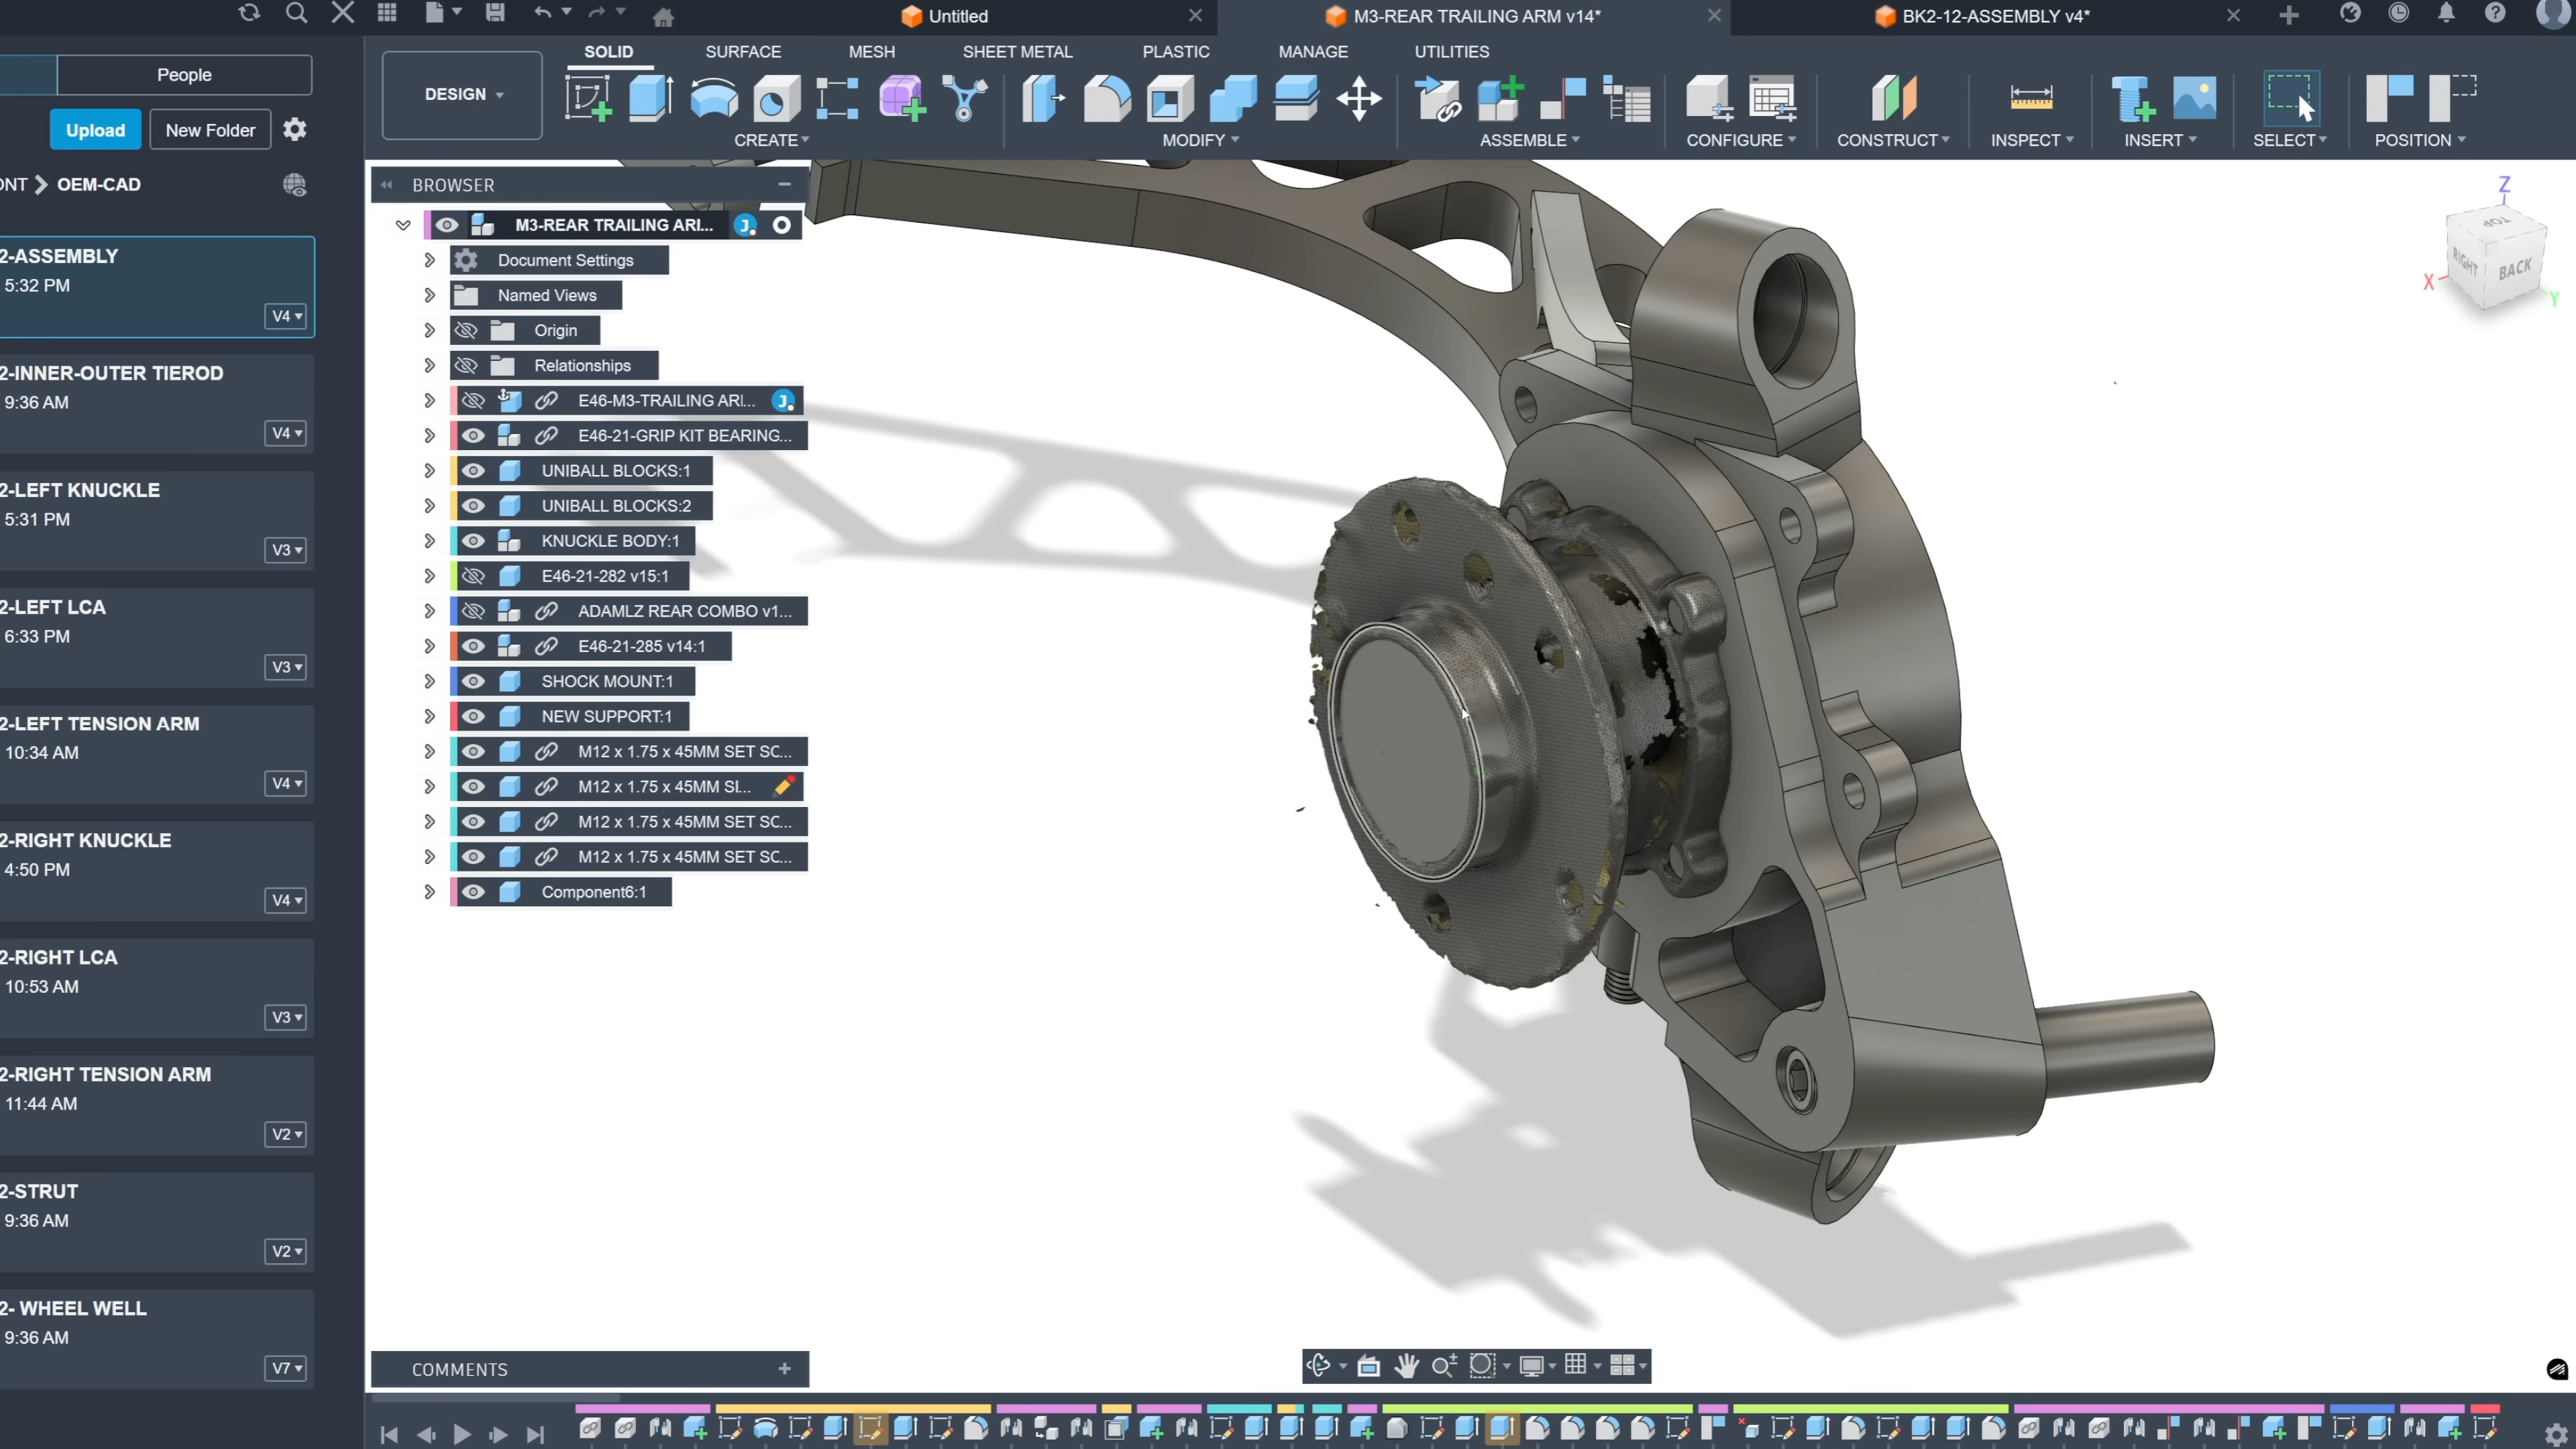 Untitled
M3-REAR TRAILING ARM v14*
BK2-12-ASSEMBLY v4*
People
Upload
New Folder
ONT > OEM-CAD
2-ASSEMBLY
5:32 PM
V4
2-INNER-OUTER TIEROD
9:36 AM
V4
2-LEFT KNUCKLE
5:31 PM
V3
2-LEFT LCA
6:33 PM
V3
2-LEFT TENSION ARM
10:34 AM
V4
2-RIGHT KNUCKLE
4:50 PM
V4
2-RIGHT LCA
10:53 AM
V3
2-RIGHT TENSION ARM
11:44 AM
V2
2-STRUT
9:36 AM
V2
2- WHEEL WELL
9:36 AM
V7
DESIGN
SOLID SURFACE MESH SHEET METAL PLASTIC MANAGE UTILITIES
CREATE MODIFY ASSEMBLE CONFIGURE CONSTRUCT INSPECT INSERT SELECT POSITION
BROWSER
M3-REAR TRAILING ARI... J
Document Settings
Named Views
Origin
Relationships
E46-M3-TRAILING ARI... J
E46-21-GRIP KIT BEARING...
UNIBALL BLOCKS:1
UNIBALL BLOCKS:2
KNUCKLE BODY:1
E46-21-282 v15:1
ADAMLZ REAR COMBO v1...
E46-21-285 v14:1
SHOCK MOUNT:1
NEW SUPPORT:1
M12 x 1.75 x 45MM SET SC...
M12 x 1.75 x 45MM SI...
M12 x 1.75 x 45MM SET SC...
M12 x 1.75 x 45MM SET SC...
Component6:1
Z
TOP
RIGHT
BACK
X
Y
COMMENTS